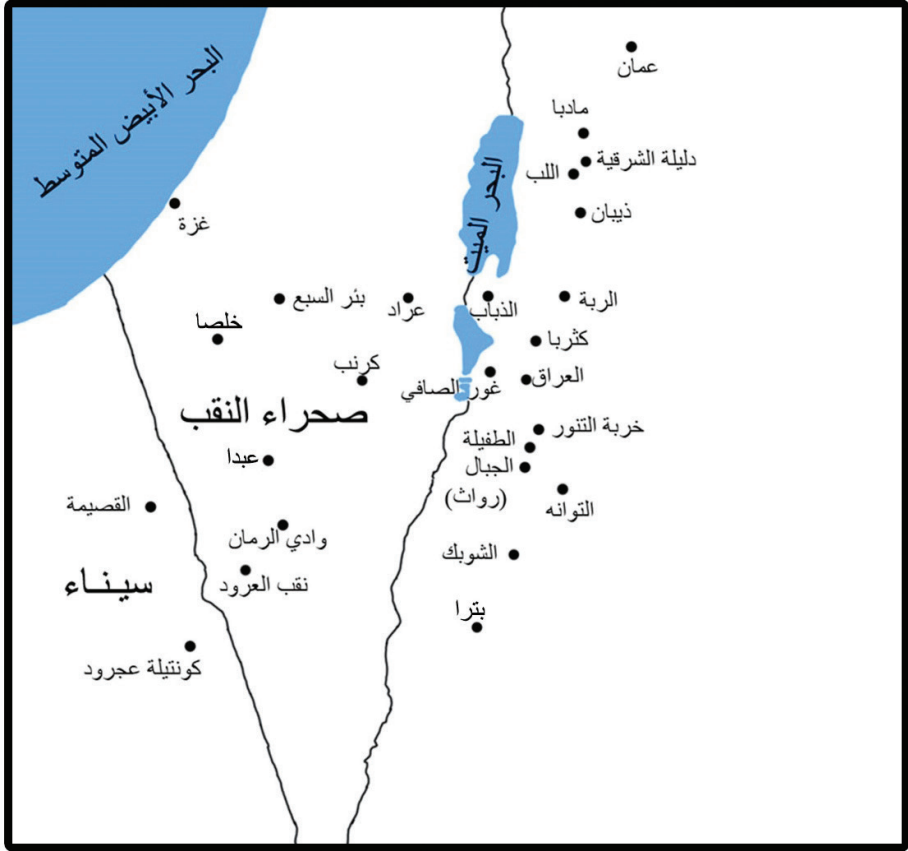 عمان
البحر الأبيض المتوسط
مادبا
دليلة الشرقية
اللب
ذيبان
البحر الميت
غزة
الربة
الذباب
عراد
بئر السبع
خلصا
كثربا
كرنب
العراق
غور الصافي
صحراء النقب
خربة التنور
الطفيلة
الجبال
(رواث)
عبدا
التوانه
القصيمة
وادي الرمان
الشوبك
نقب العرود
سيناء
بترا
كونتيلة عجرود